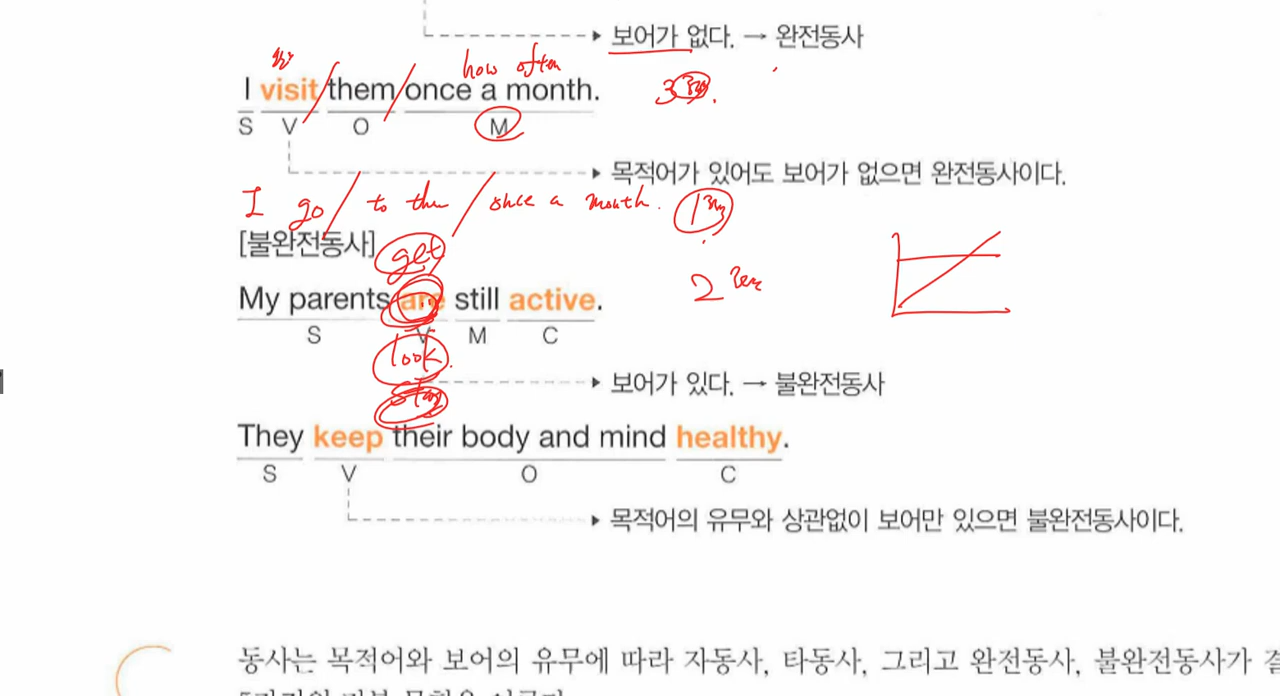 보어가 없다. → 완전동사
how often
I visit them once a month.
S V O M
목적어가 있어도 보어가 없으면 완전동사이다.
I go / to them / once a month.
[불완전동사]
get
My parents are still active.
S V M C
look.
stay
보어가 있다. → 불완전동사
They keep their body and mind healthy.
S V O C
목적어의 유무와 상관없이 보어만 있으면 불완전동사이다.
동사는 목적어와 보어의 유무에 따라 자동사, 타동사, 그리고 완전동사, 불완전동사가